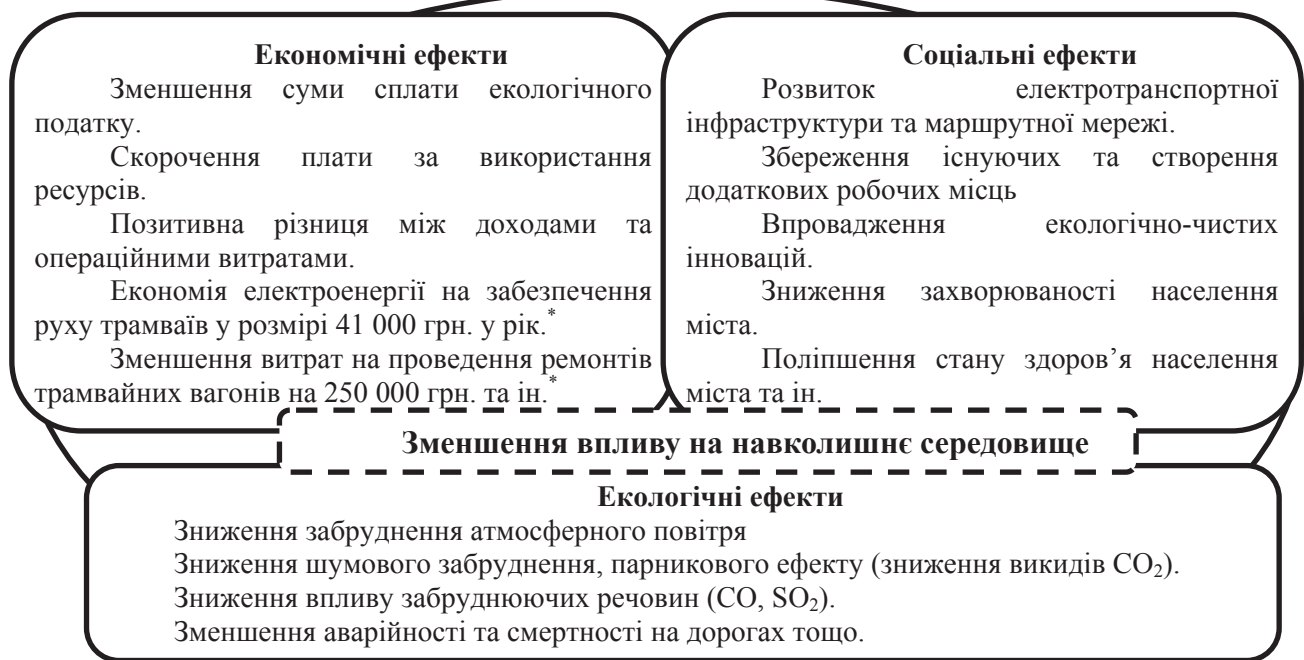 Економічні ефекти
Зменшення суми сплати екологічного
податку.
Скорочення плати за використання
ресурсів.
Позитивна різниця між доходами та
операційними витратами.
Економія електроенергії на забезпечення
руху трамваїв у розмірі 41 000 грн. у рік.*
Зменшення витрат на проведення ремонтів
трамвайних вагонів на 250 000 грн. та ін.*
Соціальні ефекти
Розвиток електротранспортної
інфраструктури та маршрутної мережі.
Збереження існуючих та створення
додаткових робочих місць
Впровадження екологічно-чистих
інновацій.
Зниження захворюваності населення
міста.
Поліпшення стану здоров’я населення
міста та ін.
Зменшення впливу на навколишнє середовище
Екологічні ефекти
Зниження забруднення атмосферного повітря
Зниження шумового забруднення, парникового ефекту (зниження викидів CO₂).
Зниження впливу забруднюючих речовин (CO, SO₂).
Зменшення аварійності та смертності на дорогах тощо.